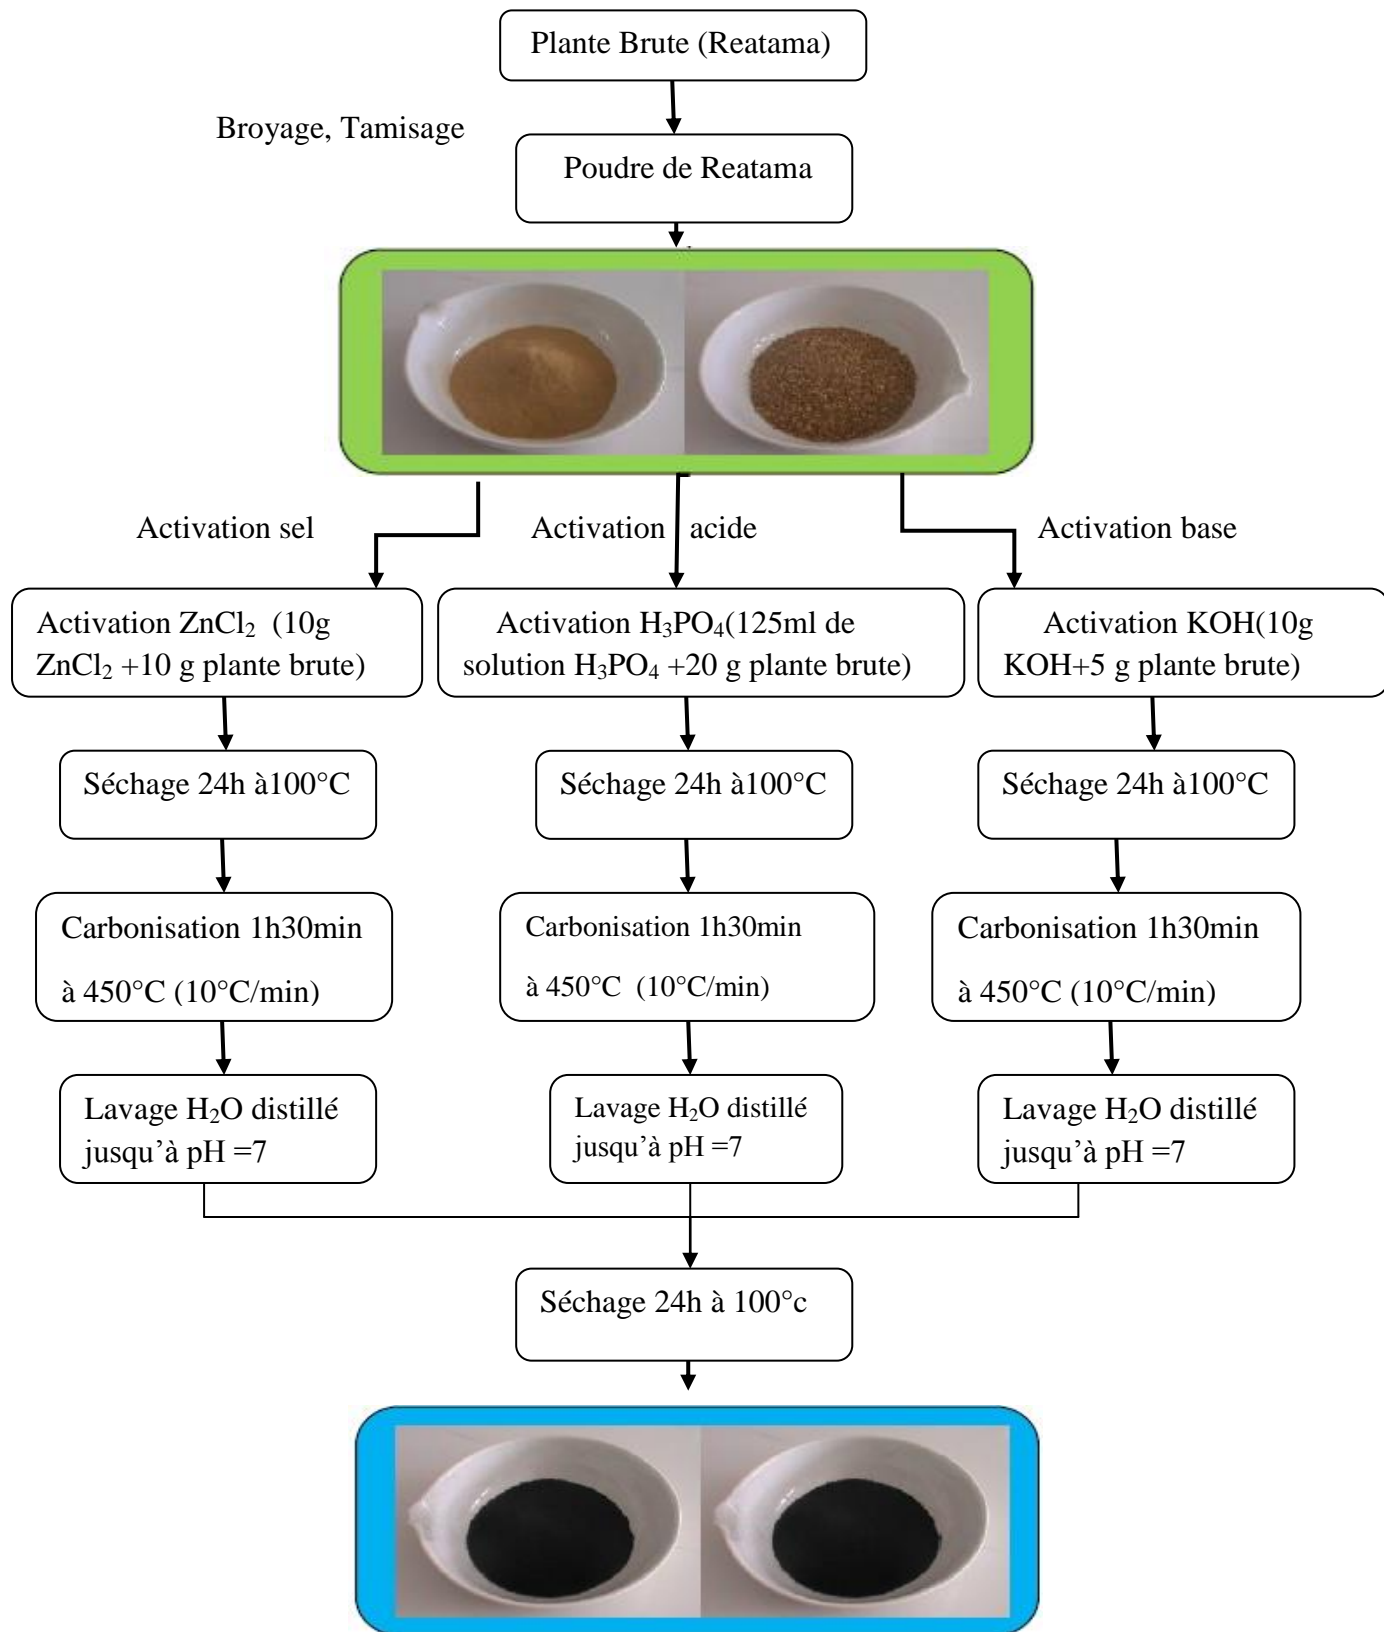 Plante Brute (Reatama)
Broyage, Tamisage
Poudre de Reatama
Activation sel
Activation acide
Activation base
Activation ZnCl₂ (10g
ZnCl₂ +10 g plante brute)
Activation H₃PO₄(125ml de
solution H₃PO₄ +20 g plante brute)
Activation KOH(10g
KOH+5 g plante brute)
Séchage 24h à100°C
Séchage 24h à100°C
Séchage 24h à100°C
Carbonisation 1h30min
à 450°C (10°C/min)
Carbonisation 1h30min
à 450°C (10°C/min)
Carbonisation 1h30min
à 450°C (10°C/min)
Lavage H₂O distillé
jusqu’à pH =7
Lavage H₂O distillé
jusqu’à pH =7
Lavage H₂O distillé
jusqu’à pH =7
Séchage 24h à 100°c